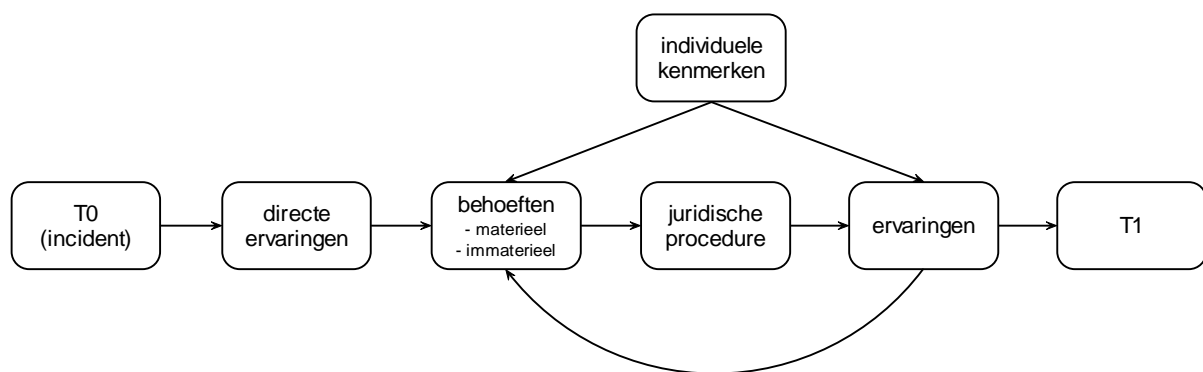 individuele
kenmerken
T0
(incident)
directe
ervaringen
behoeften
- materieel
- immaterieel
juridische
procedure
ervaringen
T1